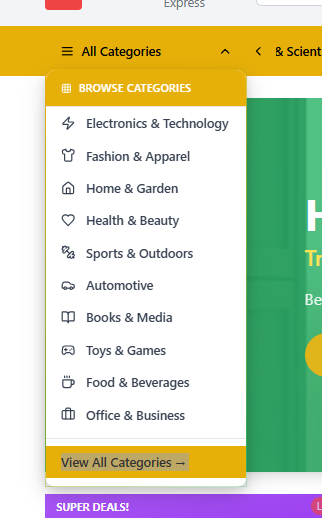 Express
All Categories
& Scient
BROWSE CATEGORIES
Electronics & Technology
Fashion & Apparel
Home & Garden
Health & Beauty
Sports & Outdoors
Automotive
Books & Media
Toys & Games
Food & Beverages
Office & Business
View All Categories →
H
Tr
Be
SUPER DEALS!
L